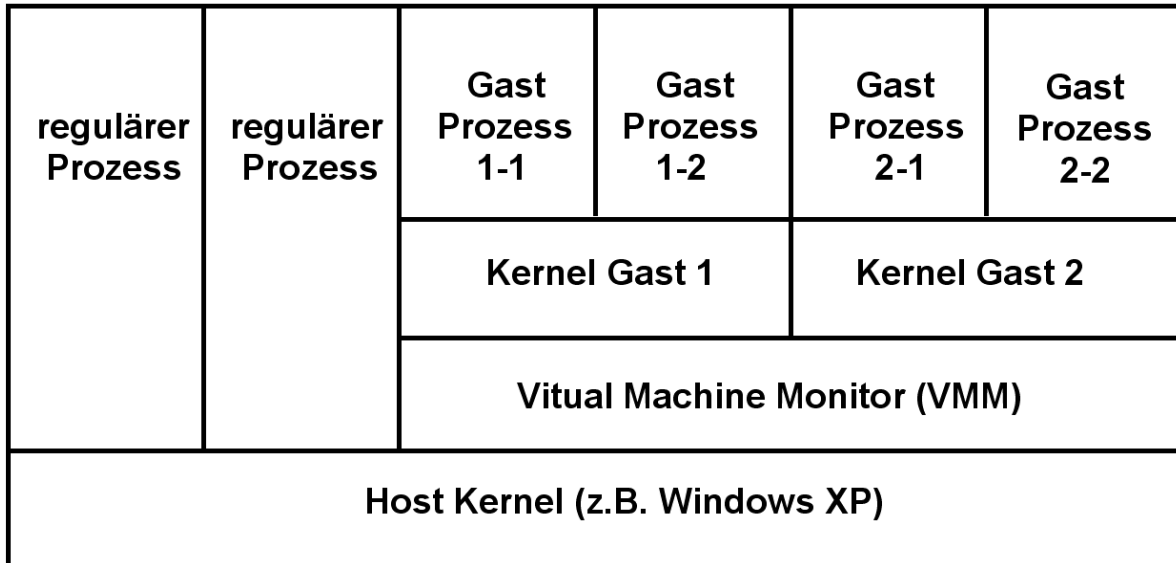 regulärer
Prozess
regulärer
Prozess
Gast
Prozess
1-1
Gast
Prozess
1-2
Gast
Prozess
2-1
Gast
Prozess
2-2
Kernel Gast 1
Kernel Gast 2
Vitual Machine Monitor (VMM)
Host Kernel (z.B. Windows XP)